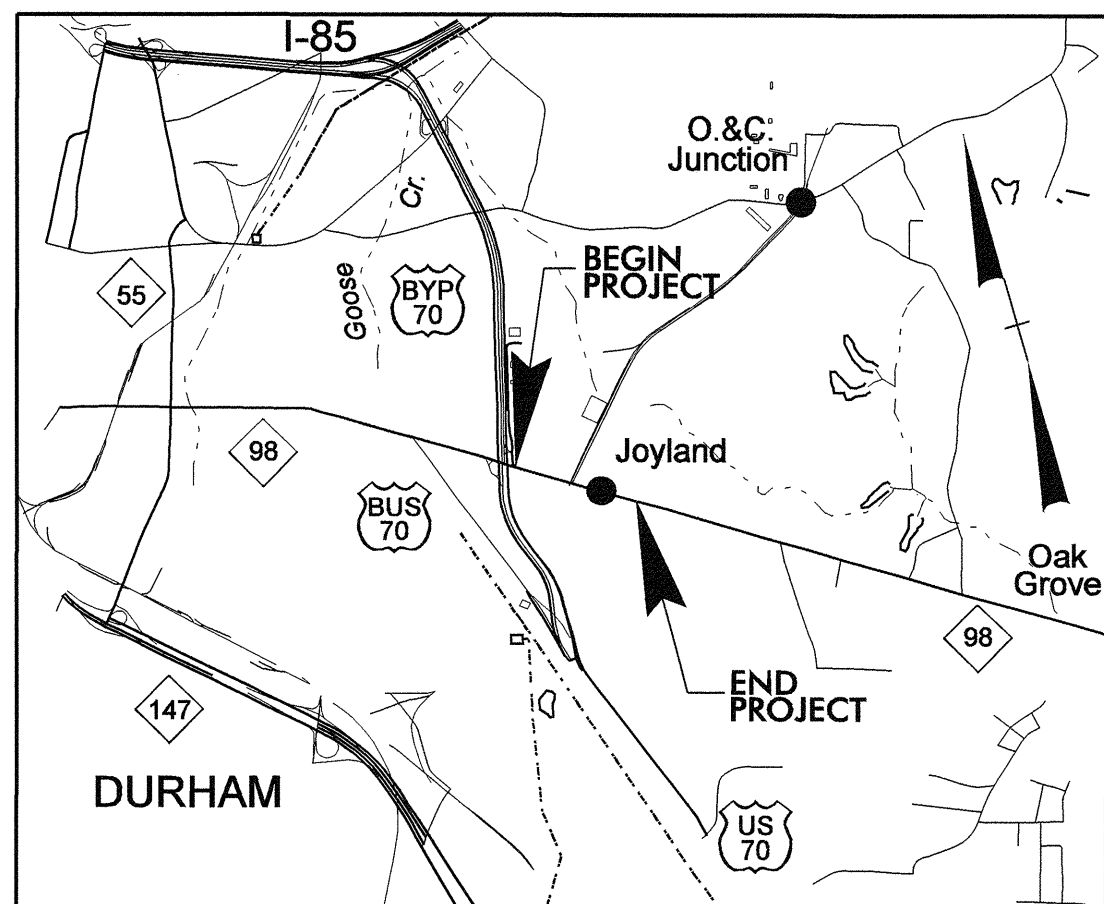 I-85
O.&C.
Junction
Cr.
Goose
BEGIN
PROJECT
55
BYP
70
98
Joyland
BUS
70
Oak
Grove
98
END
PROJECT
147
DURHAM
US
70